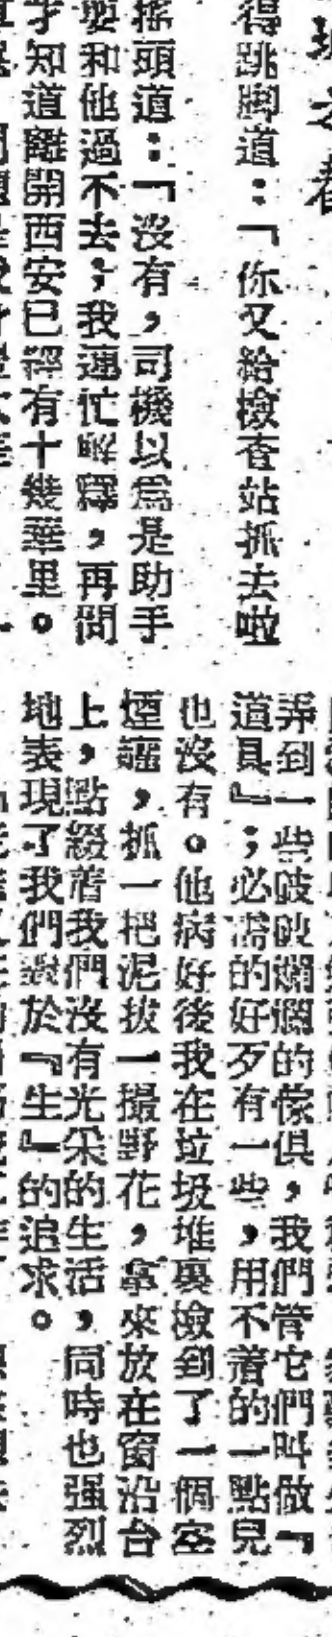 得跳脚道：「你又給檢查站抓去啦
搖頭道：「沒有，司機以爲是助手
要和他過不去；我連忙解釋，再問
才知道離開西安已經有十幾華里。
弄到一些破破爛爛的傢俱，我們管它們叫做『
道具』；必需的好歹有一些，用不着的一點兒
也沒有。他病好後我在垃圾堆裏檢到了一個空
煙罐，抓一把泥拔一撮野花，拿來放在窗沿台
上，點綴着我們沒有光采的生活，同時也强烈
地表現了我們對於『生』的追求。